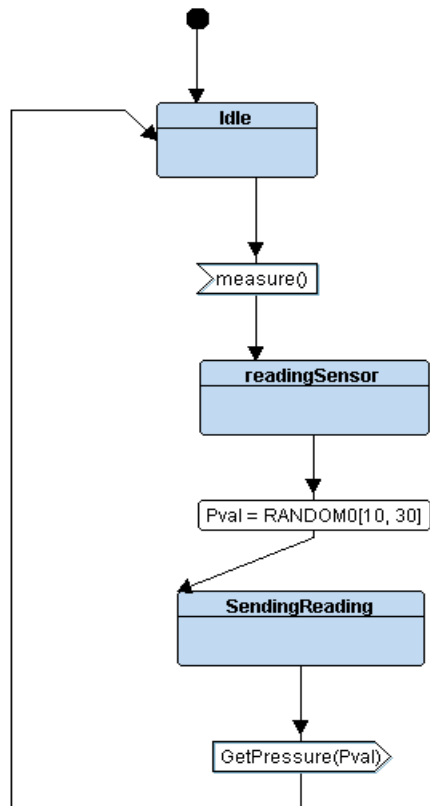 Idle
measure()
readingSensor
Pval = RANDOM0[10, 30]
SendingReading
GetPressure(Pval)